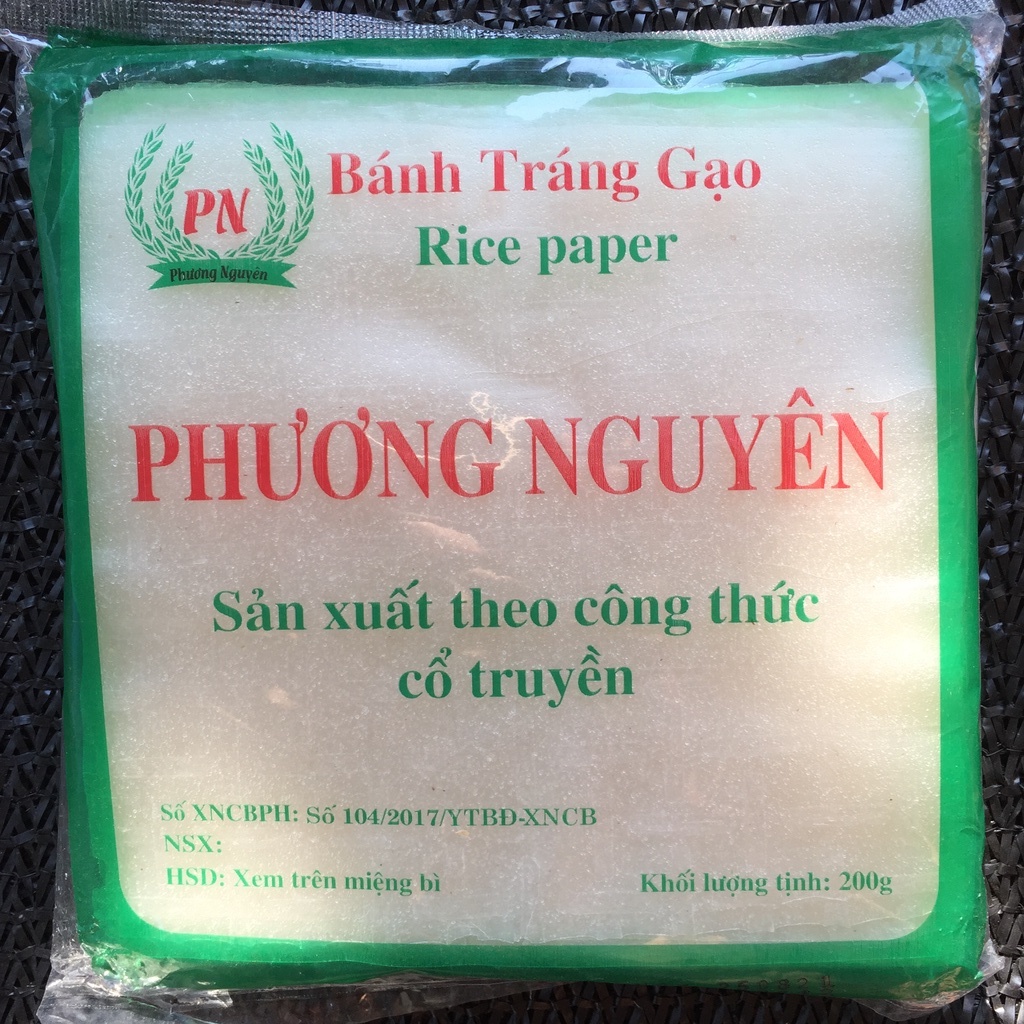 PN
Phương Nguyên
Bánh Tráng Gạo
Rice paper
PHƯƠNG NGUYÊN
Sản xuất theo công thức
cổ truyền
Số XNCBPH: Số 104/2017/YTBĐ-XNCB
NSX:
HSD: Xem trên miệng bì
Khối lượng tịnh: 200g